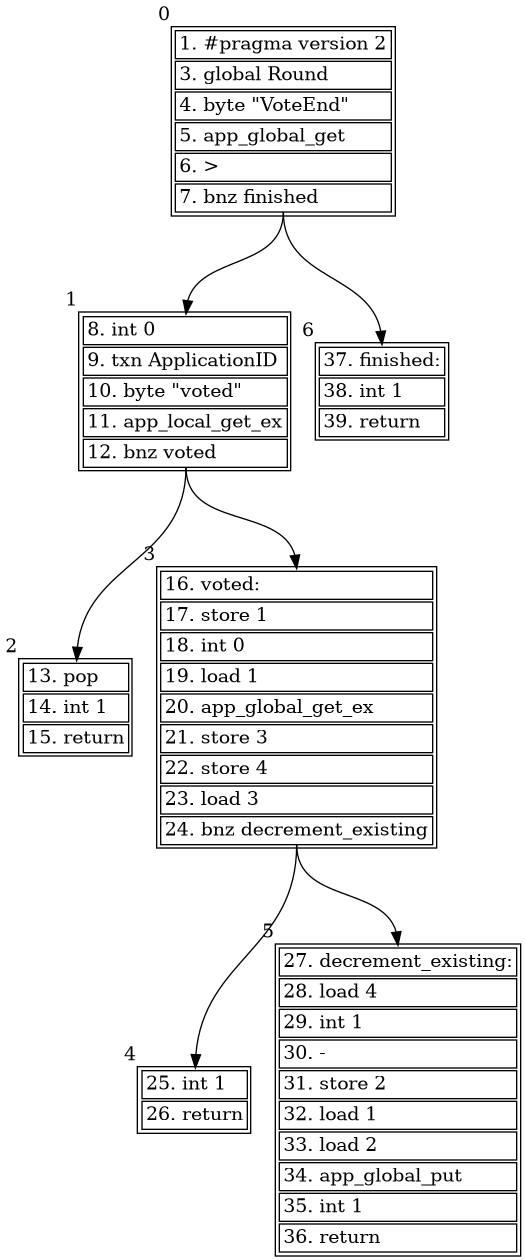 0
1. #pragma version 2
3. global Round
4. byte "VoteEnd"
5. app_global_get
6. >
7. bnz finished
1
8. int 0
9. txn ApplicationID
10. byte "voted"
11. app_local_get_ex
12. bnz voted
6
37. finished:
38. int 1
39. return
2
13. pop
14. int 1
15. return
3
16. voted:
17. store 1
18. int 0
19. load 1
20. app_global_get_ex
21. store 3
22. store 4
23. load 3
24. bnz decrement_existing
4
25. int 1
26. return
5
27. decrement_existing:
28. load 4
29. int 1
30. -
31. store 2
32. load 1
33. load 2
34. app_global_put
35. int 1
36. return